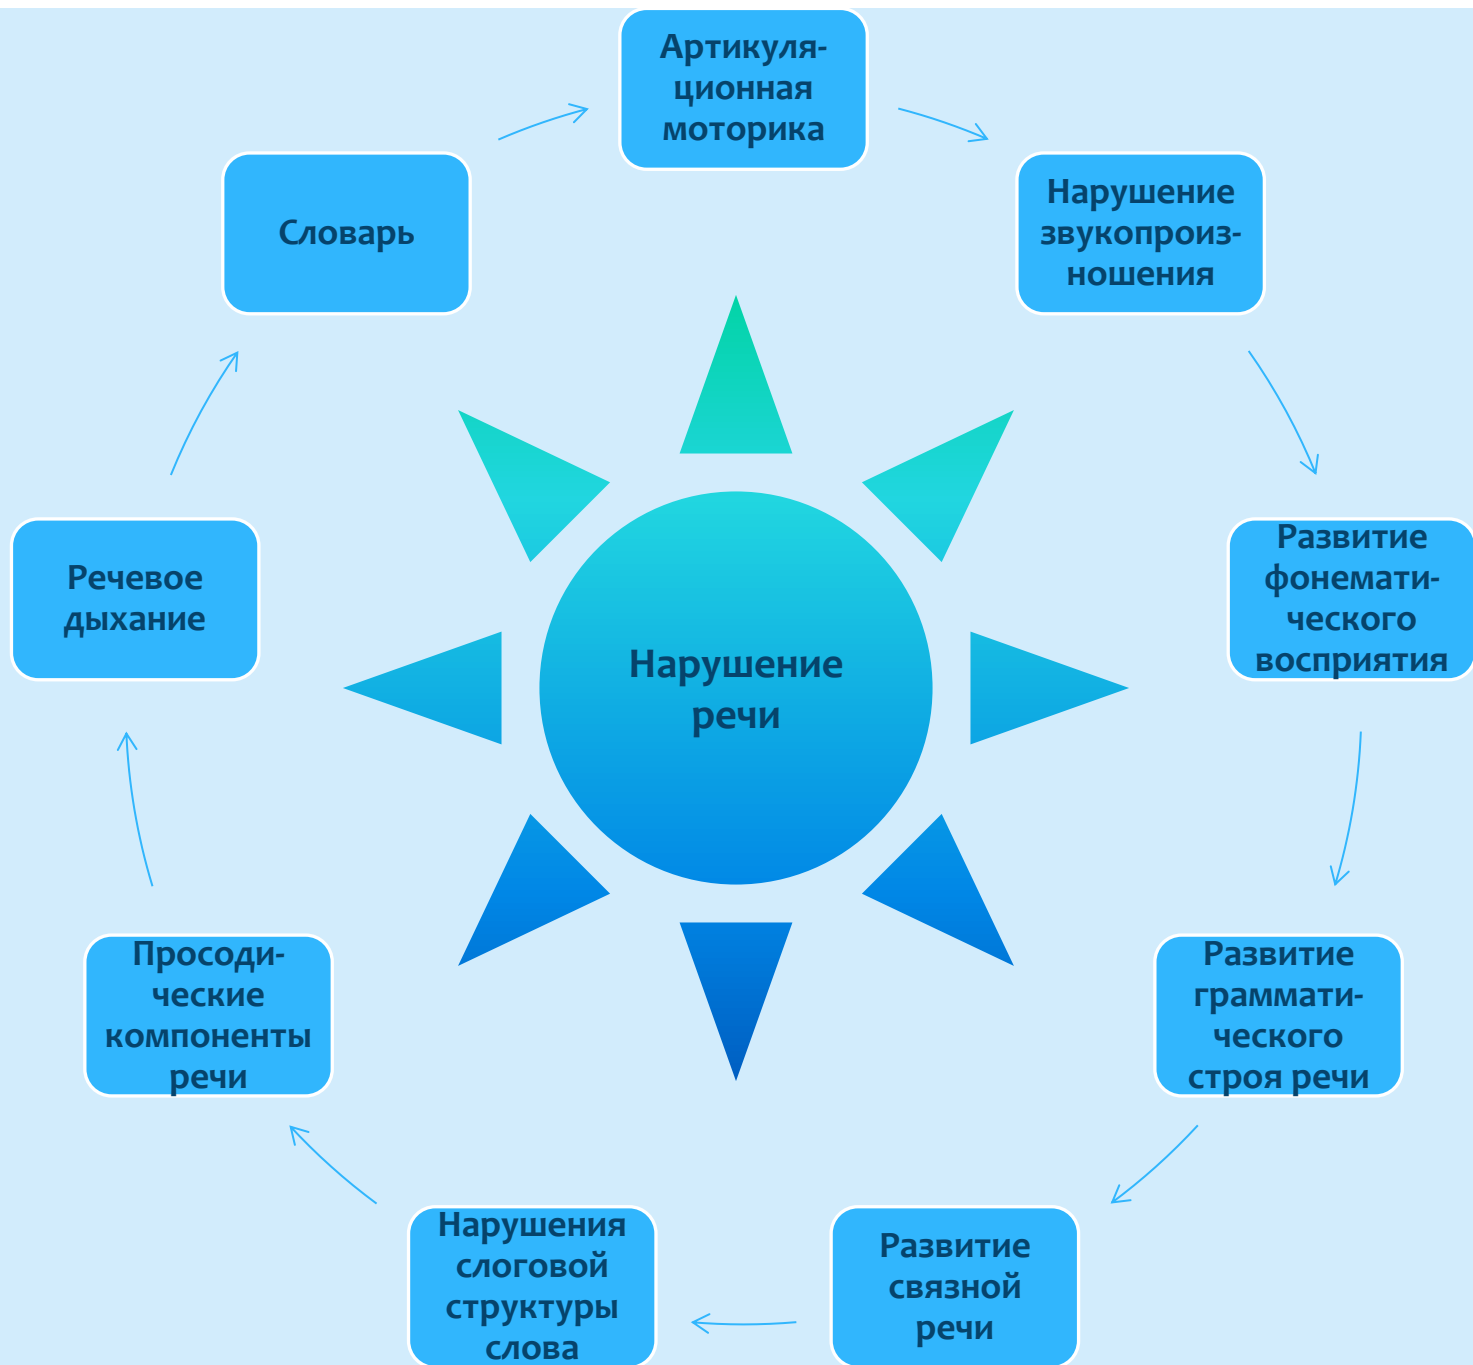 Артикуля-
ционная
моторика
Нарушение
звукопроиз-
ношения
Развитие
фонемати-
ческого
восприятия
Развитие
граммати-
ческого
строя речи
Развитие
связной
речи
Нарушения
слоговой
структуры
слова
Просоди-
ческие
компоненты
речи
Речевое
дыхание
Словарь
Нарушение
речи